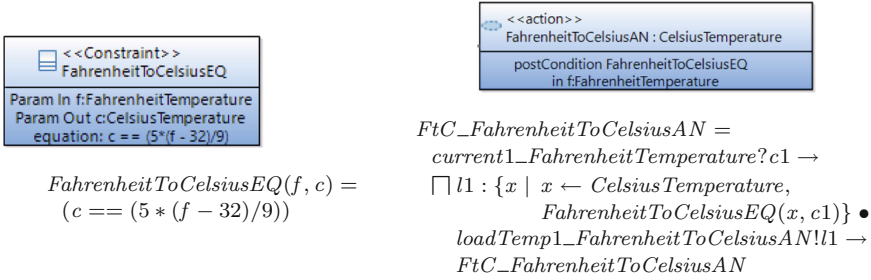 <<Constraint>>
FahrenheitToCelsiusEQ
Param In f:FahrenheitTemperature
Param Out c:CelsiusTemperature
equation: c == (5*(f - 32)/9)
FahrenheitToCelsiusEQ(f, c) =
(c == (5 ∗ (f − 32)/9))
<<action>>
FahrenheitToCelsiusAN : CelsiusTemperature
postCondition FahrenheitToCelsiusEQ
in f:FahrenheitTemperature
FtC_FahrenheitToCelsiusAN =
current1_FahrenheitTemperature?c1 →
⊓ l1 : {x | x ← CelsiusTemperature,
FahrenheitToCelsiusEQ(x, c1)} •
loadTemp1_FahrenheitToCelsiusAN!l1 →
FtC_FahrenheitToCelsiusAN